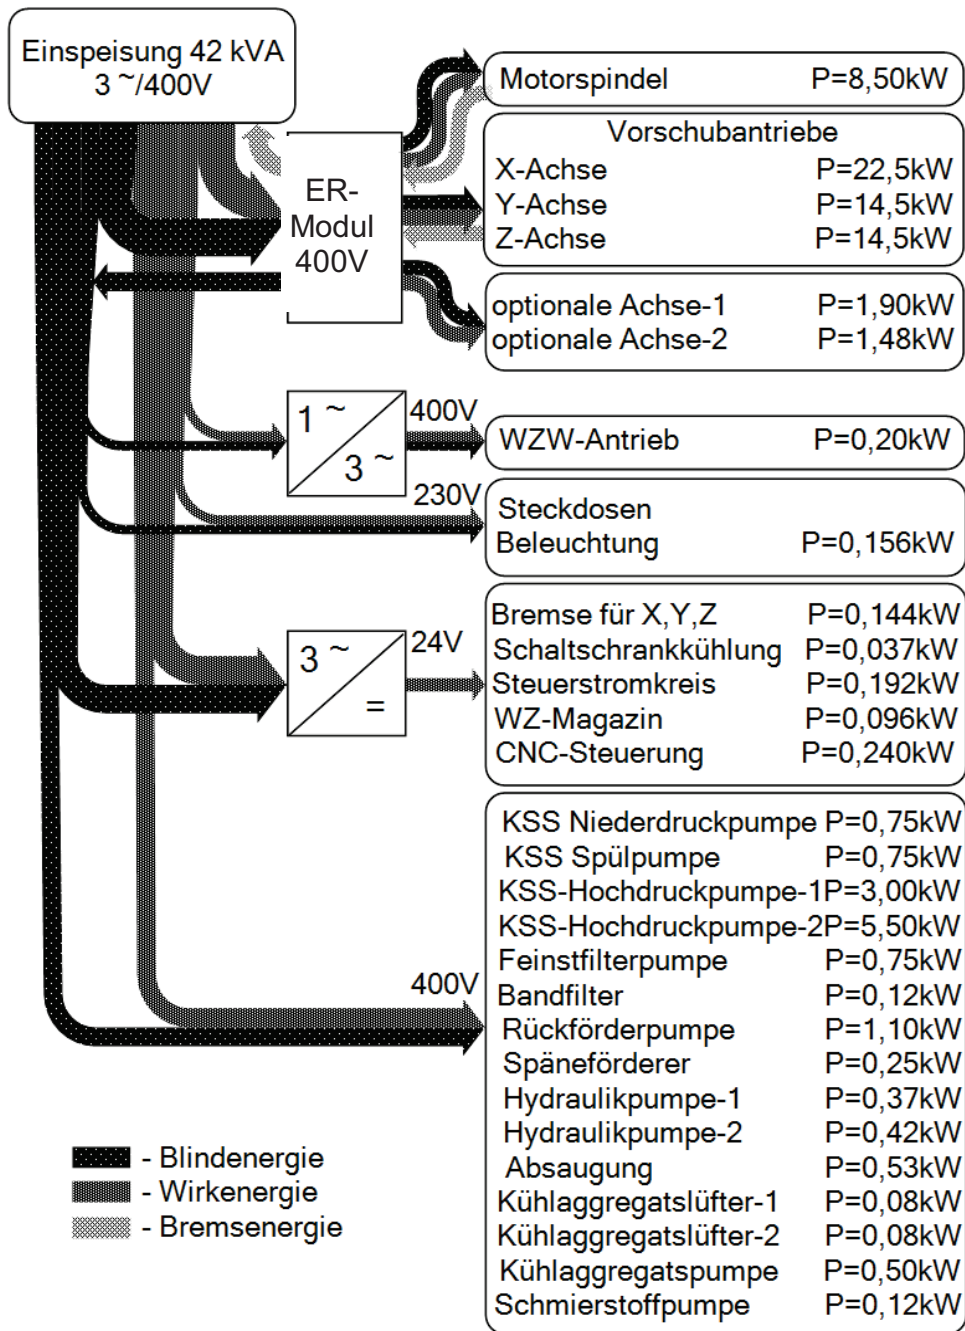 Einspeisung 42 kVA
3 ~/400V
Motorspindel P=8,50kW
Vorschubantriebe
X-Achse P=22,5kW
Y-Achse P=14,5kW
Z-Achse P=14,5kW
ER-
Modul
400V
optionale Achse-1 P=1,90kW
optionale Achse-2 P=1,48kW
1 ~
3 ~
400V
WZW-Antrieb P=0,20kW
230V
Steckdosen
Beleuchtung P=0,156kW
3 ~
=
24V
Bremse für X,Y,Z P=0,144kW
Schaltschrankkühlung P=0,037kW
Steuerstromkreis P=0,192kW
WZ-Magazin P=0,096kW
CNC-Steuerung P=0,240kW
400V
KSS Niederdruckpumpe P=0,75kW
KSS Spülpumpe P=0,75kW
KSS-Hochdruckpumpe-1 P=3,00kW
KSS-Hochdruckpumpe-2 P=5,50kW
Feinstfilterpumpe P=0,75kW
Bandfilter P=0,12kW
Rückförderpumpe P=1,10kW
Späneförderer P=0,25kW
Hydraulikpumpe-1 P=0,37kW
Hydraulikpumpe-2 P=0,42kW
Absaugung P=0,53kW
Kühlaggregatslüfter-1 P=0,08kW
Kühlaggregatslüfter-2 P=0,08kW
Kühlaggregatspumpe P=0,50kW
Schmierstoffpumpe P=0,12kW
- Blindenergie
- Wirkenergie
- Bremsenergie